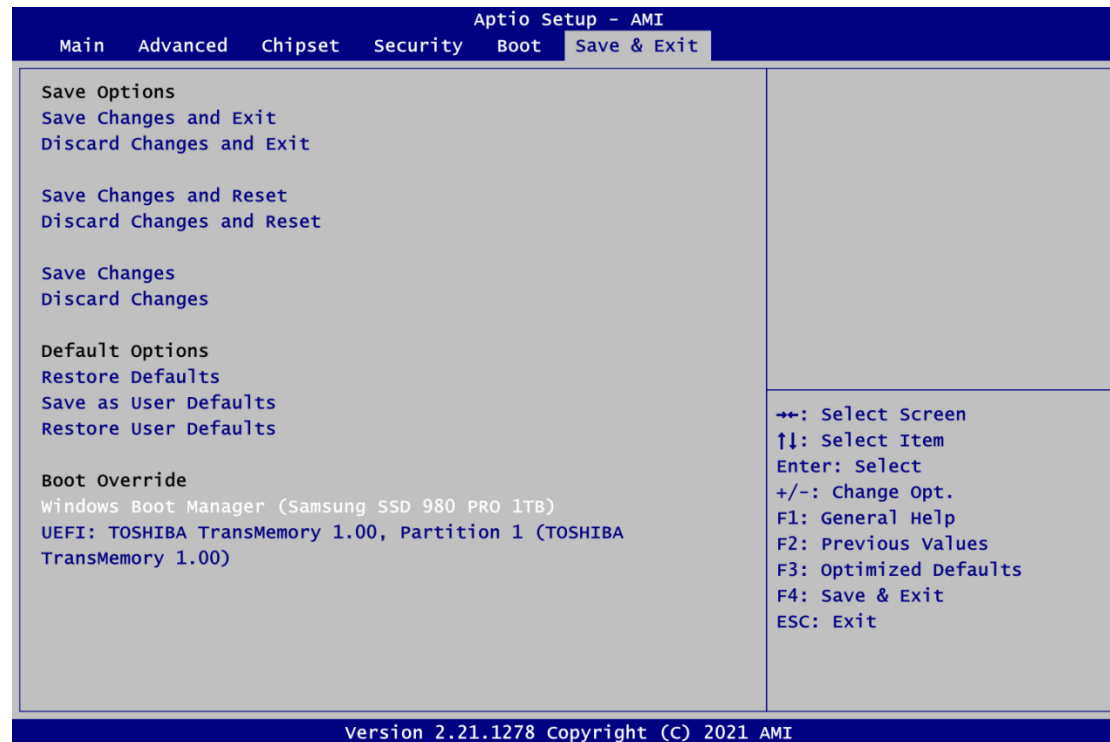 Aptio Setup – AMI
Main Advanced Chipset Security Boot Save & Exit
Save Options
Save Changes and Exit
Discard Changes and Exit
Save Changes and Reset
Discard Changes and Reset
Save Changes
Discard Changes
Default Options
Restore Defaults
Save as User Defaults
Restore User Defaults
Boot Override
Windows Boot Manager (Samsung SSD 980 PRO 1TB)
UEFI: TOSHIBA TransMemory 1.00, Partition 1 (TOSHIBA
TransMemory 1.00)
→←: Select Screen
↑↓: Select Item
Enter: Select
+/-: Change Opt.
F1: General Help
F2: Previous Values
F3: Optimized Defaults
F4: Save & Exit
ESC: Exit
Version 2.21.1278 Copyright (C) 2021 AMI